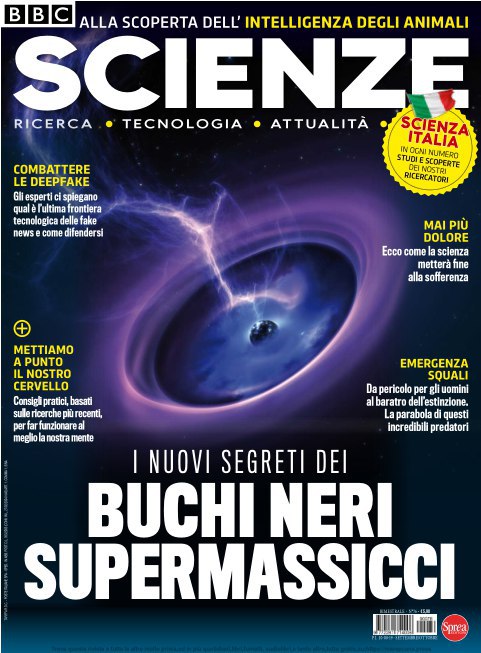 BBC
ALLA SCOPERTA DELL' INTELLIGENZA DEGLI ANIMALI
SCIENZE
RICERCA • TECNOLOGIA • ATTUALITÀ •
SCIENZA
ITALIA
IN OGNI NUMERO
STUDI E SCOPERTE
DEI NOSTRI
RICERCATORI
COMBATTERE
LE DEEPFAKE
Gli esperti ci spiegano
qual è l'ultima frontiera
tecnologica delle fake
news e come difendersi
MAI PIÙ
DOLORE
Ecco come la scienza
metterà fine
alla sofferenza
METTIAMO
A PUNTO
IL NOSTRO
CERVELLO
Consigli pratici, basati
sulle ricerche più recenti,
per far funzionare al
meglio la nostra mente
EMERGENZA
SQUALI
Da pericolo per gli uomini
al baratro dell'estinzione.
La parabola di questi
incredibili predatori
I NUOVI SEGRETI DEI
BUCHI NERI
SUPERMASSICCI
BIMESTRALE
Sprea